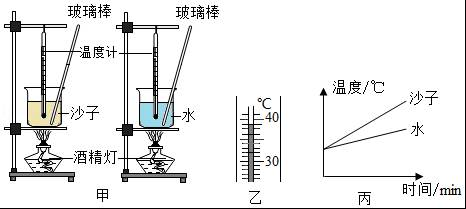 玻璃棒
玻璃棒
温度计
沙子
水
酒精灯
甲
℃
40
30
乙
温度/℃
沙子
水
时间/min
丙